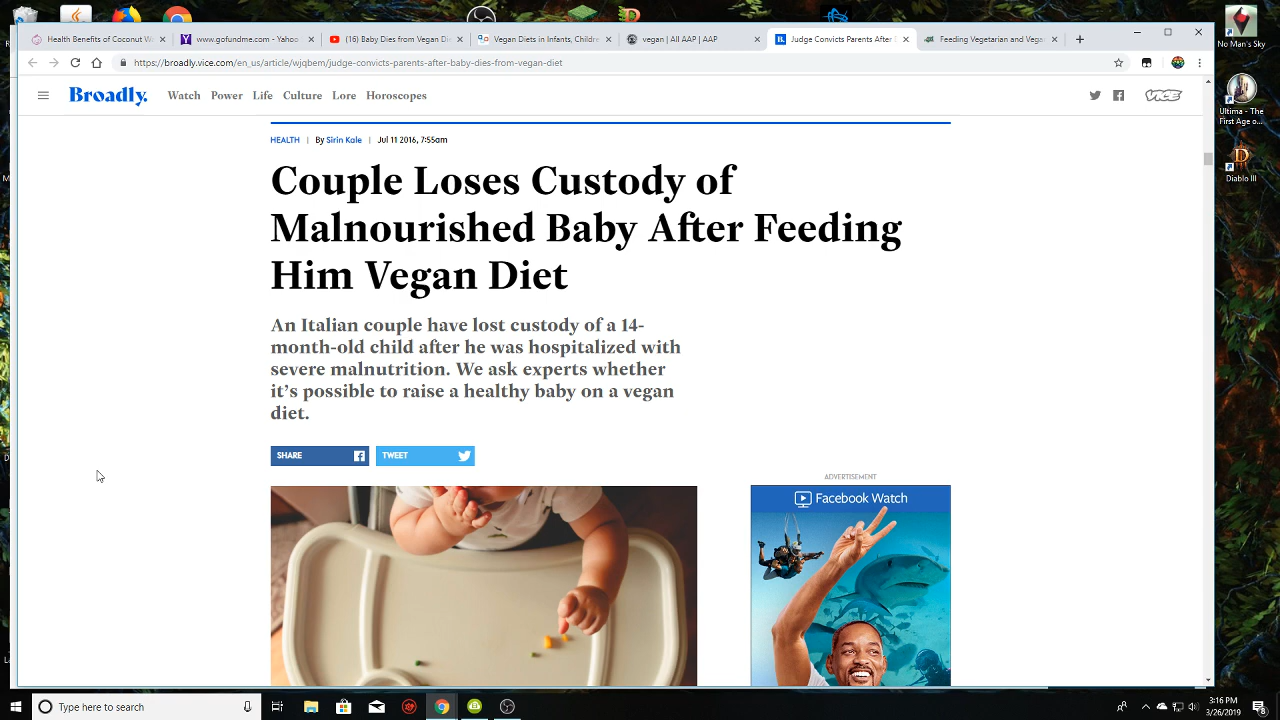 Health Benefits of Coconut W
www.gofundme.com - Yahoo
(16) Baby Dies from Vegan Die
Vegan Diets in Infants, Childre
vegan | All AAP | AAP
Judge Convicts Parents After
Feeding Vegetarian and Vegan
No Man's Sky
https://broadly.vice.com/en_us/article/wjqbem/judge-convicts-parents-after-baby-dies-from-vegan-diet
Broadly.
Watch Power Life Culture Lore Horoscopes
VICE
Ultima - The
First Age o...
HEALTH | By Sirin Kale | Jul 11 2016, 7:55am
Diablo III
Couple Loses Custody of
Malnourished Baby After Feeding
Him Vegan Diet
An Italian couple have lost custody of a 14-
month-old child after he was hospitalized with
severe malnutrition. We ask experts whether
it's possible to raise a healthy baby on a vegan
diet.
SHARE
TWEET
ADVERTISEMENT
Facebook Watch
Type here to search
3:16 PM
3/26/2019